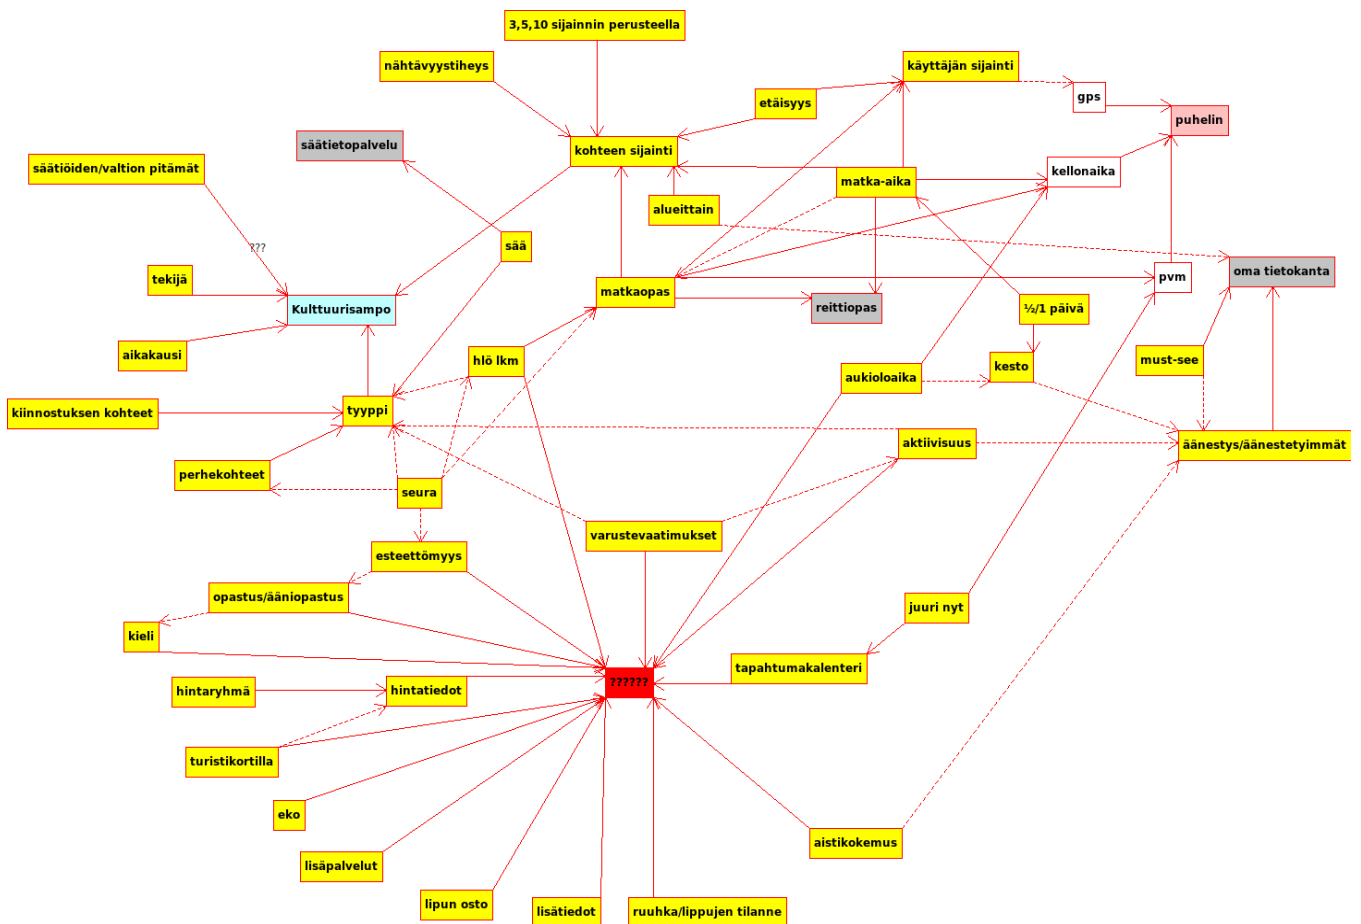 3,5,10 sijainnin perusteella
nähtävyystiheys
käyttäjän sijainti
etäisyys
gps
puhelin
säätietopalvelu
kohteen sijainti
säätiöiden/valtion pitämät
kellonaika
matka-aika
alueittain
???
sää
oma tietokanta
tekijä
pvm
matkaopas
Kulttuurisampo
reittiopas
½/1 päivä
aikakausi
hlö lkm
must-see
kesto
aukioloaika
kiinnostuksen kohteet
tyyppi
aktiivisuus
äänestys/äänestetyimmät
perhekohteet
seura
varustevaatimukset
esteettömyys
opastus/ääniopastus
juuri nyt
kieli
tapahtumakalenteri
??????
hintaryhmä
hintatiedot
turistikortilla
eko
aistikokemus
lisäpalvelut
lipun osto
lisätiedot
ruuhka/lippujen tilanne